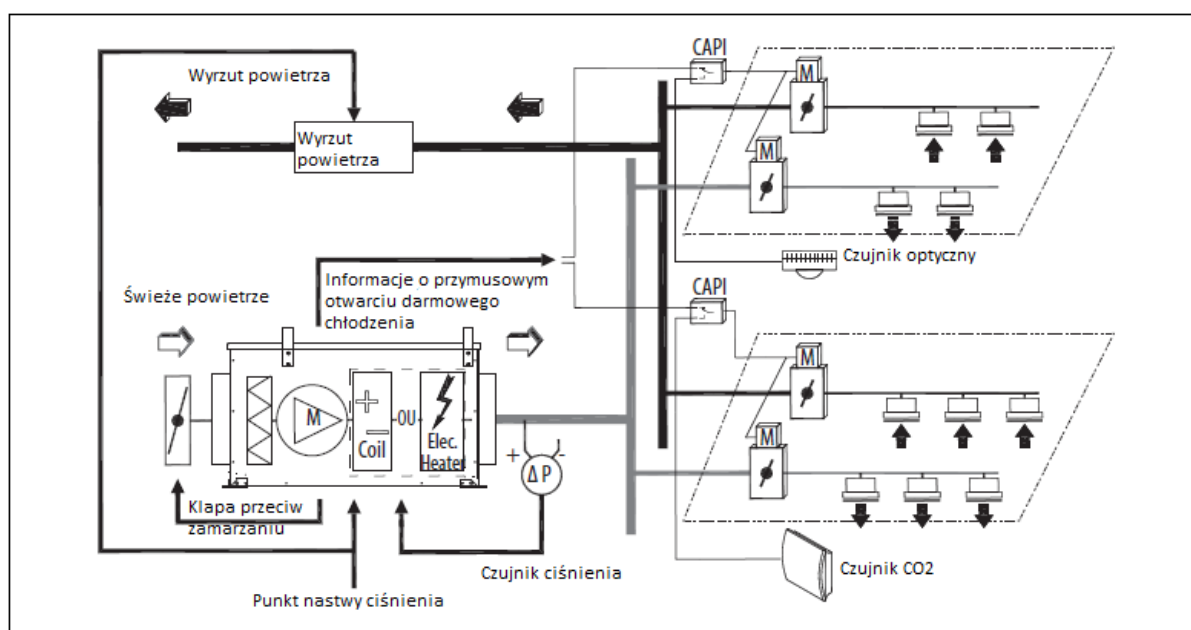 CAPI
M
Wyrzut powietrza
Wyrzut
powietrza
M
Czujnik optyczny
Informacje o przymusowym
otwarciu darmowego
chłodzenia
Świeże powietrze
CAPI
M
M
+
-
Coil
OU
Elec.
Heater
M
+
-
Δ P
Klapa przeciw
zamarzaniu
Czujnik ciśnienia
Czujnik CO2
Punkt nastwy ciśnienia